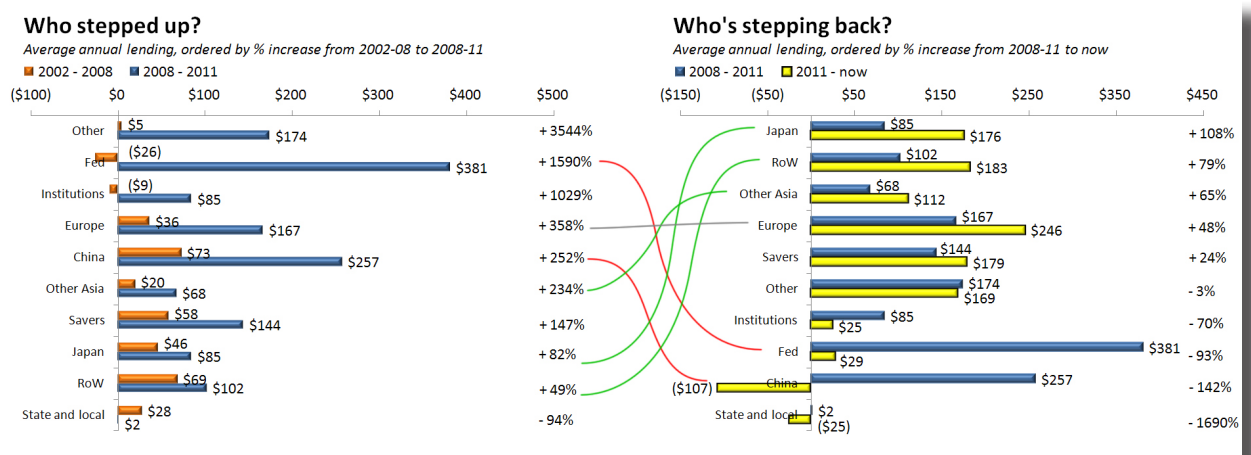 Who stepped up?
Average annual lending, ordered by % increase from 2002-08 to 2008-11
2002 - 2008 2008 - 2011
($100) $0 $100 $200 $300 $400 $500
Other $5 $174 +3544%
Fed ($26) $381 +1590%
Institutions ($9) $85 +1029%
Europe $36 $167 +358%
China $73 $257 +252%
Other Asia $20 $68 +234%
Savers $58 $144 +147%
Japan $46 $85 +82%
RoW $69 $102 +49%
State and local $28 $2 - 94%
Who's stepping back?
Average annual lending, ordered by % increase from 2008-11 to now
2008 - 2011 2011 - now
($150) ($50) $50 $150 $250 $350 $450
Japan $85 $176 + 108%
RoW $102 $183 + 79%
Other Asia $68 $112 + 65%
Europe $167 $246 + 48%
Savers $144 $179 + 24%
Other $174 $169 - 3%
Institutions $85 $25 - 70%
Fed $381 $29 - 93%
China $257 ($107) - 142%
State and local $2 ($25) - 1690%